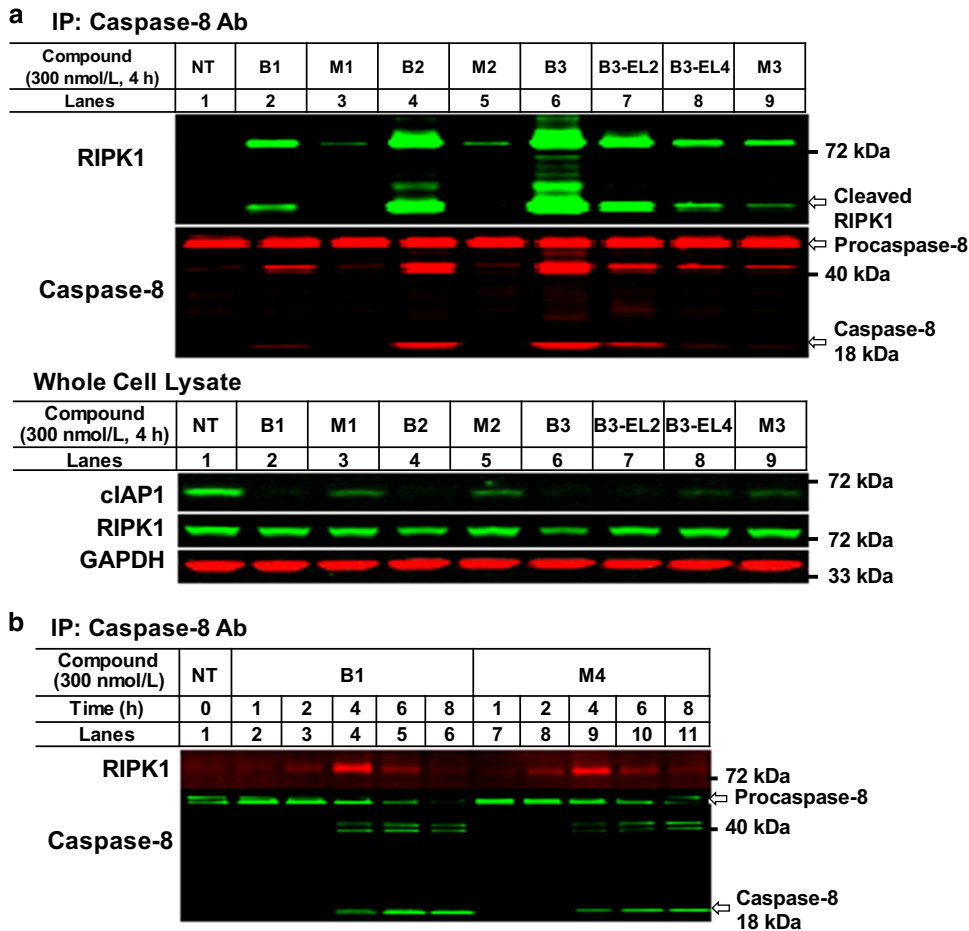 a IP: Caspase-8 Ab
Compound (300 nmol/L, 4 h) NT B1 M1 B2 M2 B3 B3-EL2 B3-EL4 M3
Lanes 1 2 3 4 5 6 7 8 9
RIPK1
72 kDa
Cleaved RIPK1
Procaspase-8
Caspase-8
40 kDa
Caspase-8 18 kDa
Whole Cell Lysate
Compound (300 nmol/L, 4 h) NT B1 M1 B2 M2 B3 B3-EL2 B3-EL4 M3
Lanes 1 2 3 4 5 6 7 8 9
cIAP1
72 kDa
RIPK1
72 kDa
GAPDH
33 kDa
b IP: Caspase-8 Ab
Compound (300 nmol/L) NT B1 M4
Time (h) 0 1 2 4 6 8 1 2 4 6 8
Lanes 1 2 3 4 5 6 7 8 9 10 11
RIPK1
72 kDa
Procaspase-8
Caspase-8
40 kDa
Caspase-8 18 kDa